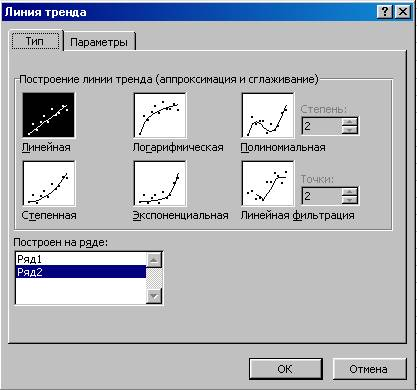 Линия тренда
Тип Параметры
Построение линии тренда (аппроксимация и сглаживание)
Степень:
2
Линейная Логарифмическая Полиномиальная
Точки:
2
Степенная Экспоненциальная Линейная фильтрация
Построен на ряде:
Ряд1
Ряд2
ОК Отмена